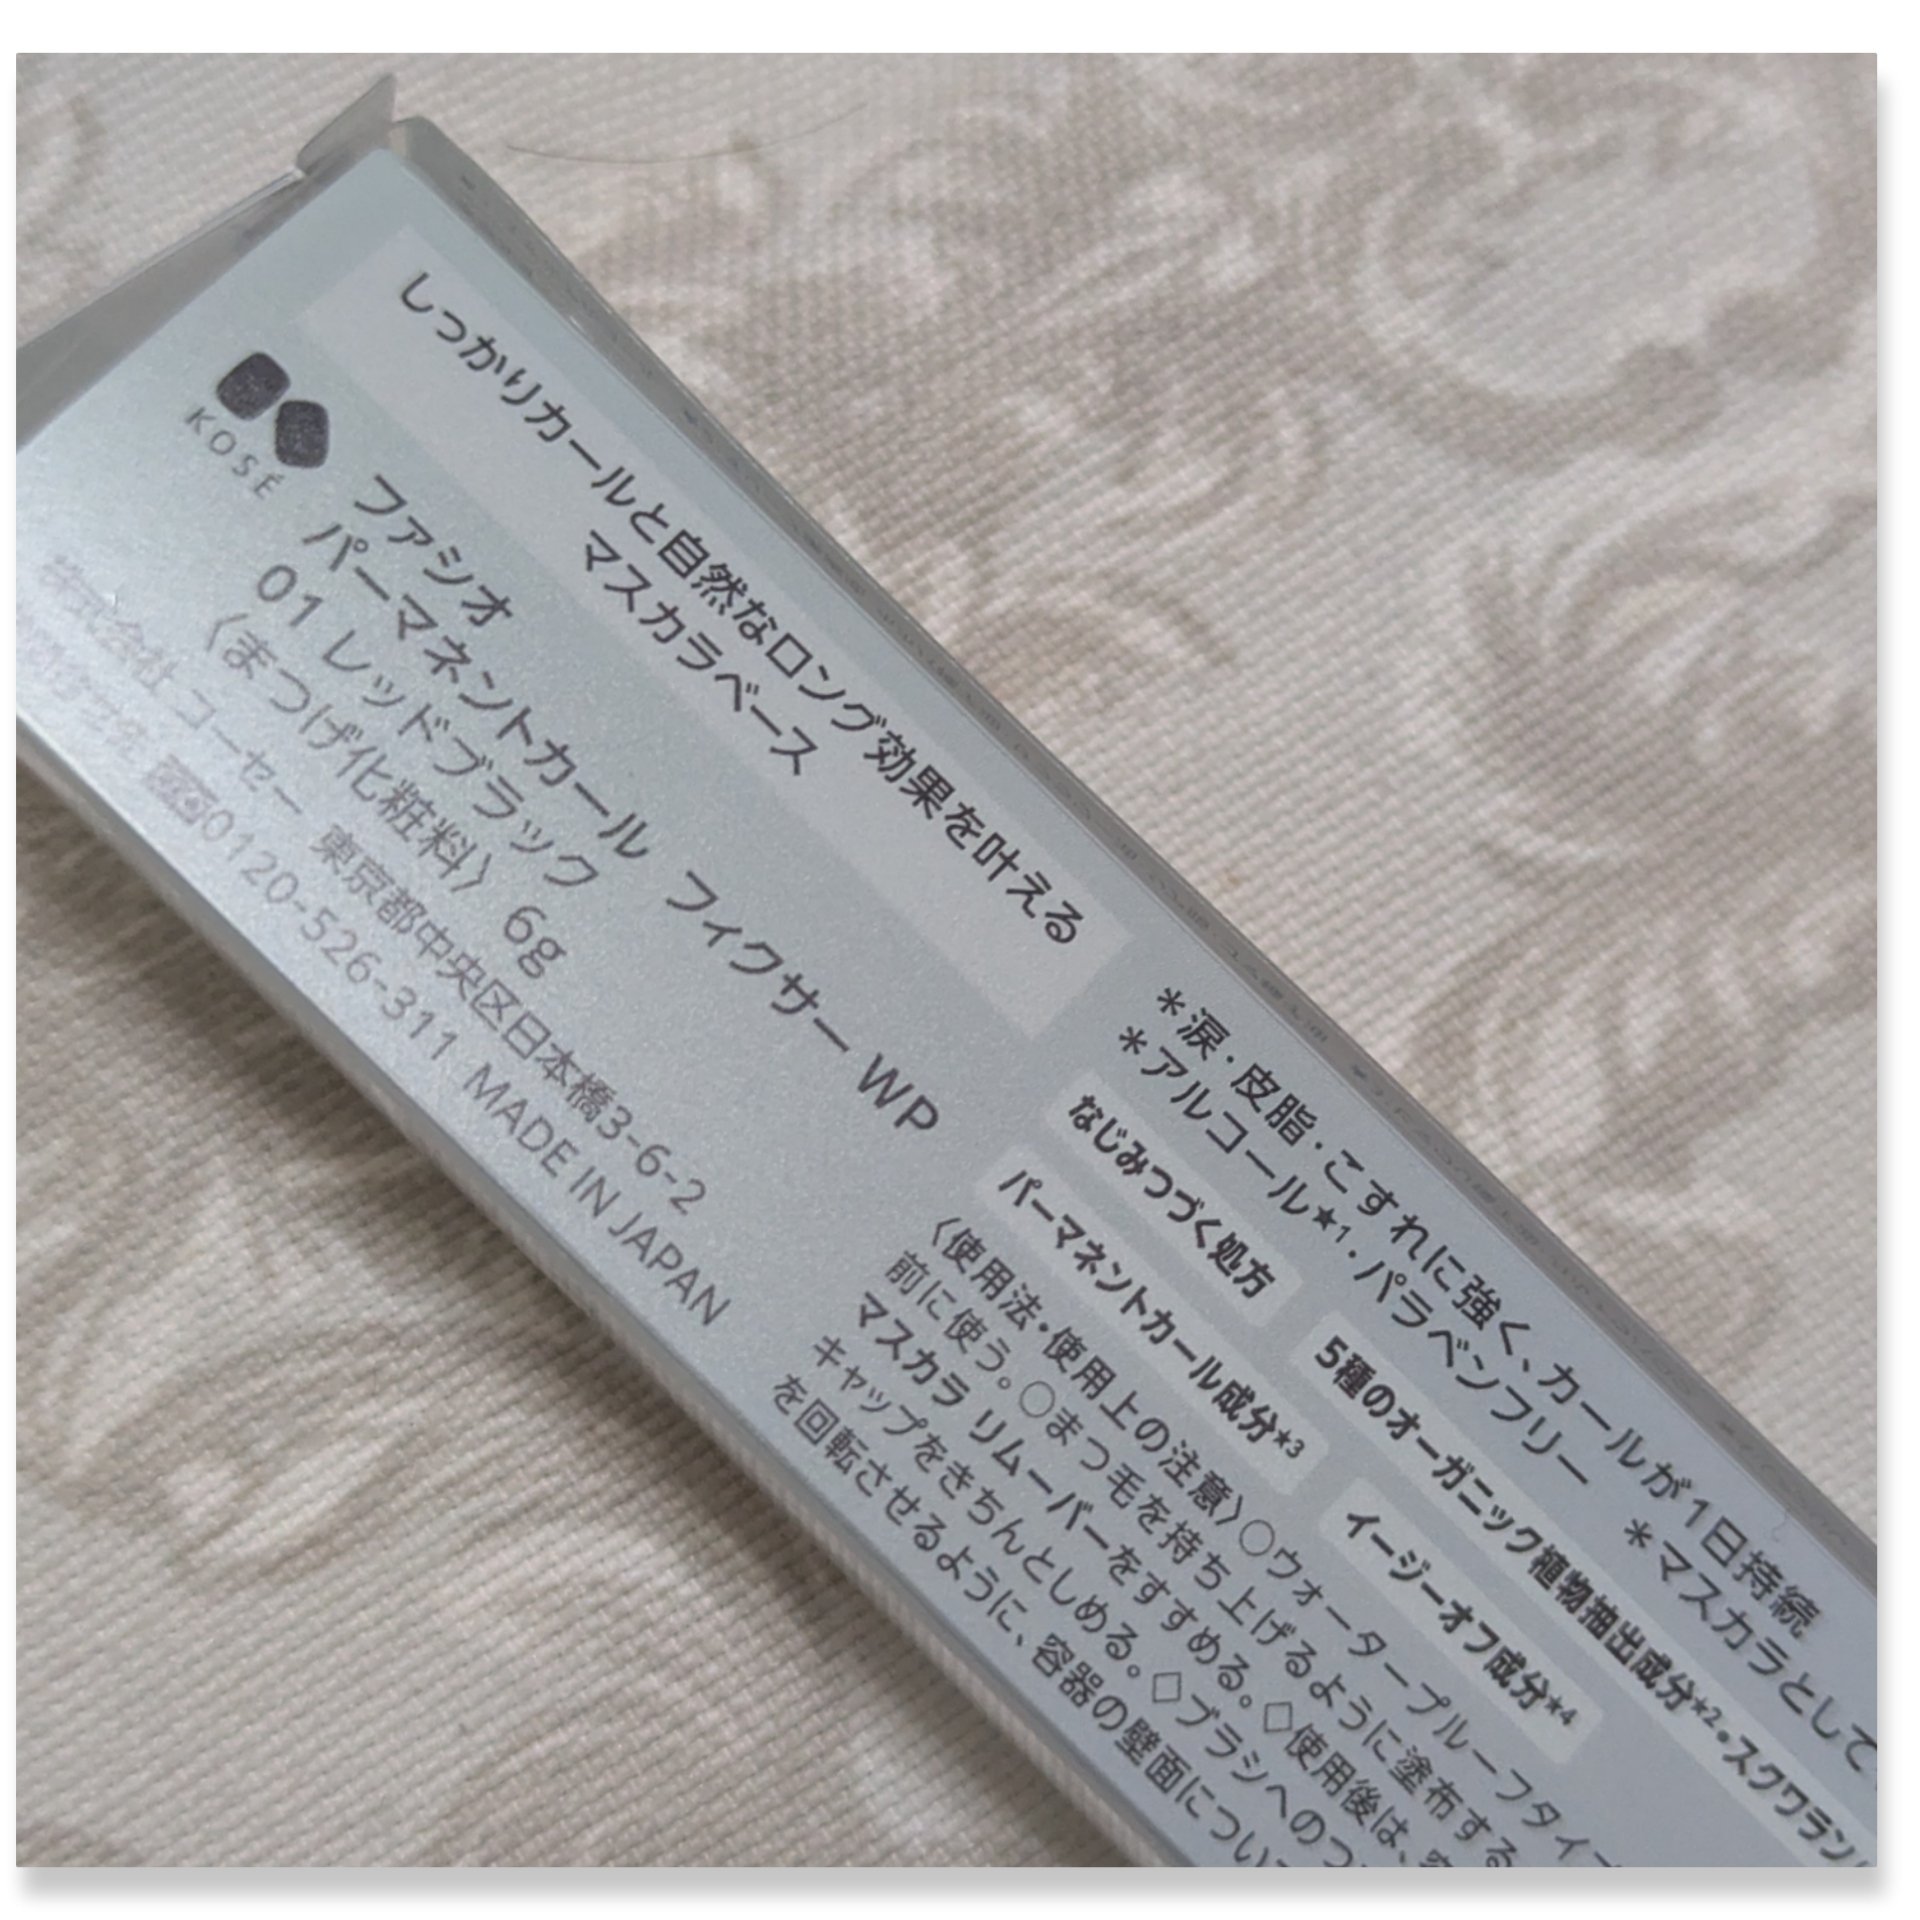 しっかりカールと自然なロング効果を叶える
マスカラベース
KOSÉ
ファシオ
パーマネントカール フィクサー WP
01 レッドブラック
〈まつげ化粧料〉 6g
株式会社 コーセー 東京都中央区日本橋3-6-2
0120-526-311 MADE IN JAPAN
＊涙・皮脂・こすれに強く、カールが1日持続
＊アルコール★1・パラベンフリー ＊マスカラとして
なじみつづく処方 5種のオーガニック植物抽出成分★2・スクワラン
パーマネントカール成分★3 イージーオフ成分★4
〈使用法・使用上の注意〉○ウォータープルーフタイプ
前に使う。○まつ毛を持ち上げるように塗布する
マスカラ リムーバーをすすめる。◇使用後は、
キャップをきちんとしめる。◇ブラシへのつ
を回転させるように、容器の壁面につい